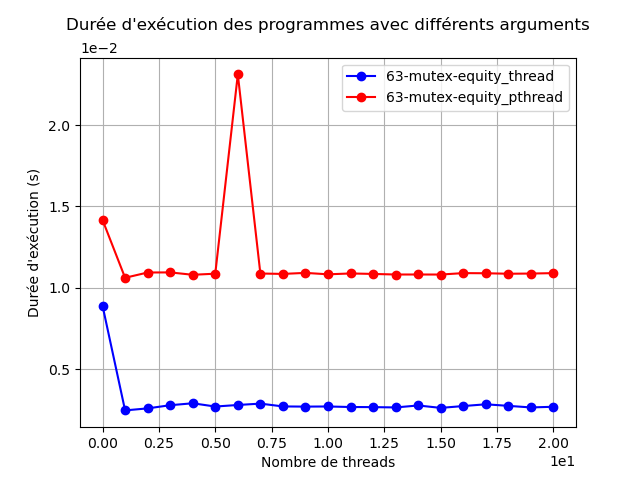 Durée d'exécution des programmes avec différents arguments
1e−2
63-mutex-equity_thread
63-mutex-equity_pthread
2.0
1.5
1.0
0.5
Durée d'exécution (s)
0.00 0.25 0.50 0.75 1.00 1.25 1.50 1.75 2.00
Nombre de threads
1e1